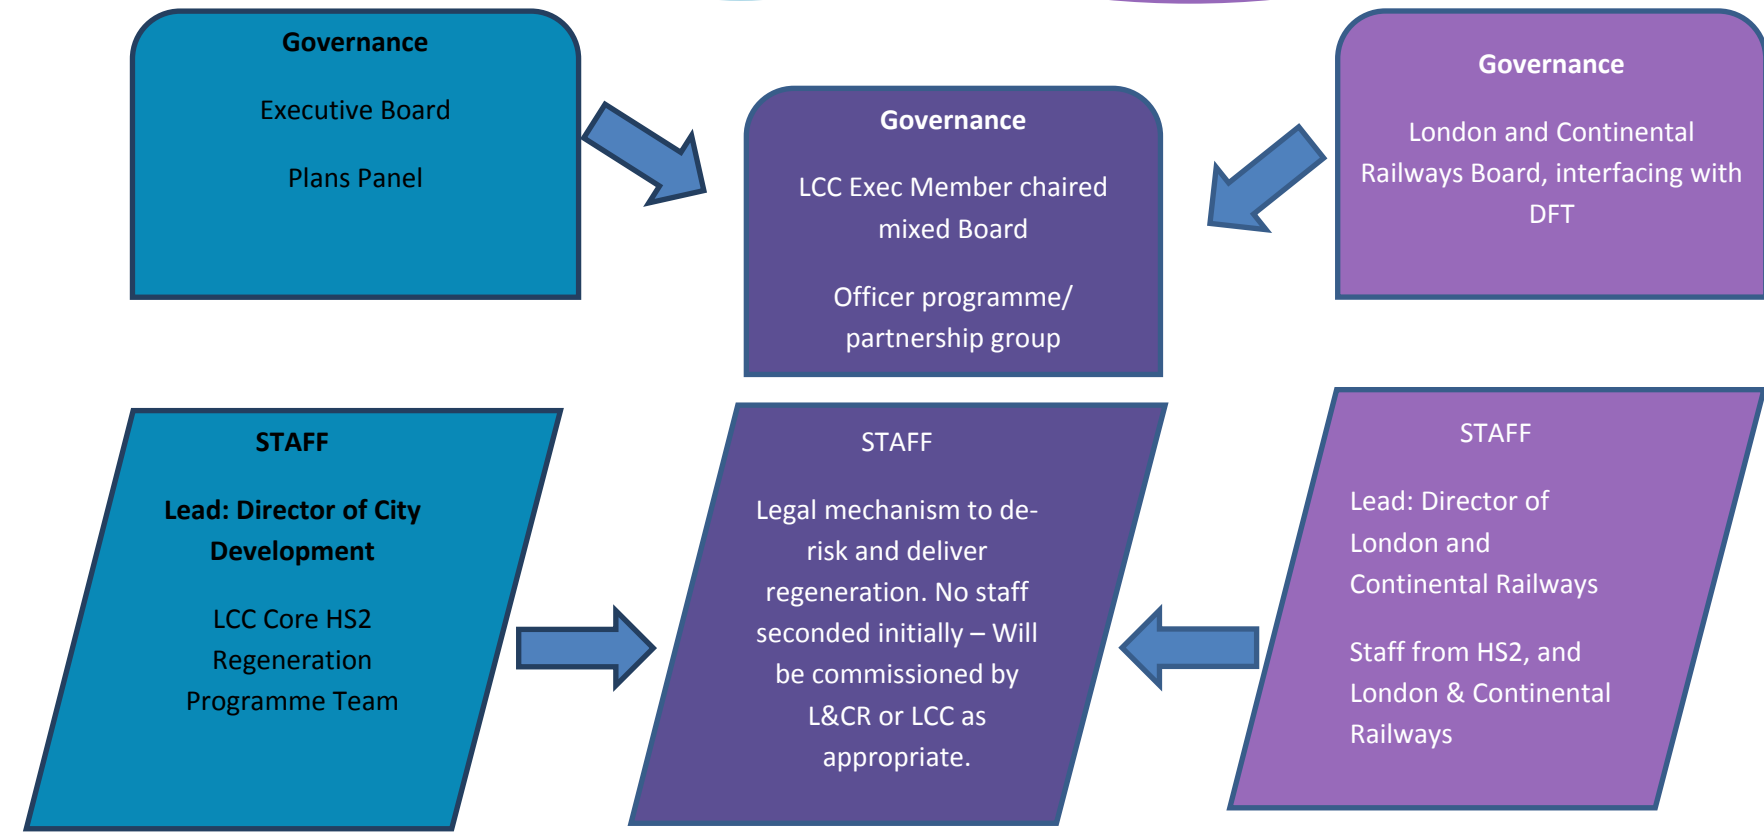 Governance
Executive Board
Plans Panel
Governance
LCC Exec Member chaired
mixed Board
Officer programme/
partnership group
Governance
London and Continental
Railways Board, interfacing with
DFT
STAFF
Lead: Director of City
Development
LCC Core HS2
Regeneration
Programme Team
STAFF
Legal mechanism to de-
risk and deliver
regeneration. No staff
seconded initially – Will
be commissioned by
L&CR or LCC as
appropriate.
STAFF
Lead: Director of
London and
Continental Railways
Staff from HS2, and
London & Continental
Railways